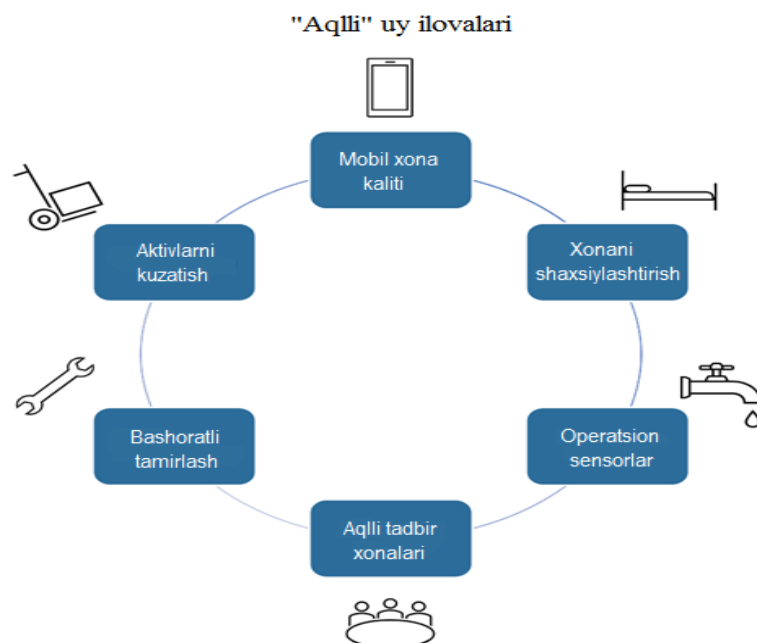 "Aqlli" uy ilovalari
Mobil xona
kaliti
Xonani
shaxsiylashtirish
Operatsion
sensorlar
Aqlli tadbir
xonalari
Bashoratli
tamirlash
Aktivlarni
kuzatish